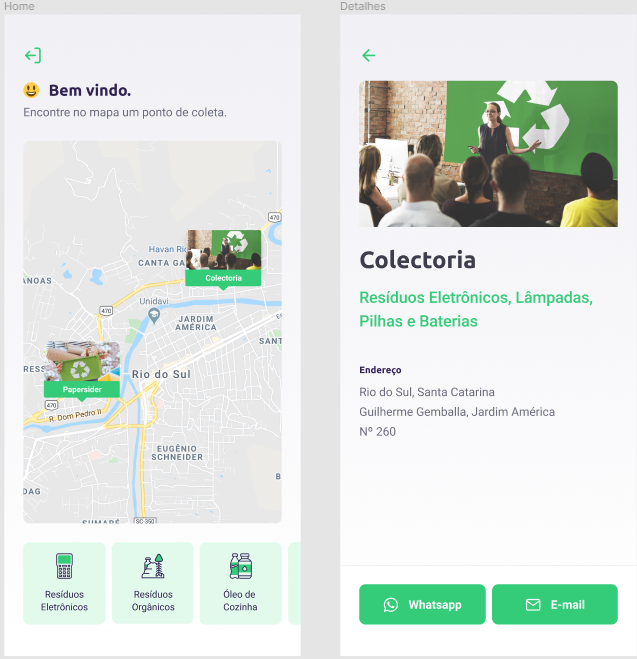 Home
Bem vindo.
Encontre no mapa um ponto de coleta.
470
Havan Rio
CANTA GA
Colectoria
ANOAS
470
Unidavi
JARDIM
AMÉRICA
SANT
Rio do Sul
Papersider
470
R. Dom Pedro II
EUGÊNIO
SCHNEIDER
B
DAG
SUMARÉ
SC-350
Resíduos
Eletrônicos
Resíduos
Orgânicos
Óleo de
Cozinha
Detalhes
Colectoria
Resíduos Eletrônicos, Lâmpadas,
Pilhas e Baterias
Endereço
Rio do Sul, Santa Catarina
Guilherme Gemballa, Jardim América
Nº 260
Whatsapp
E-mail